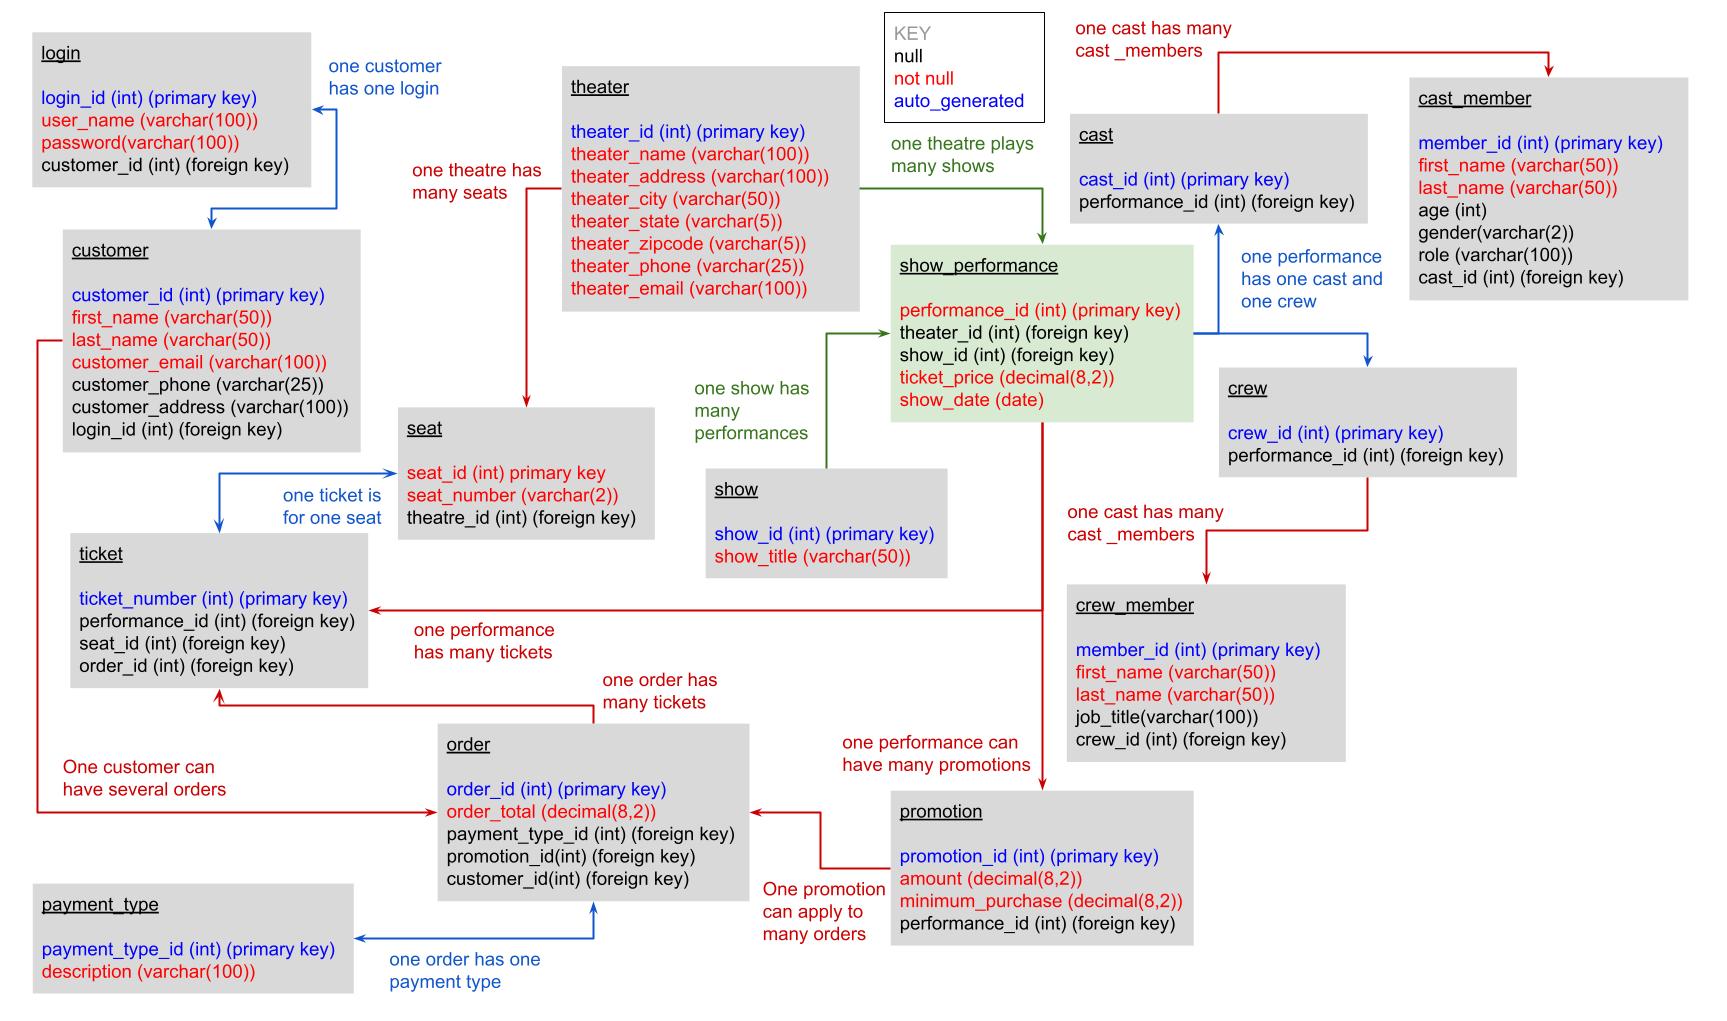 login
login_id (int) (primary key)
user_name (varchar(100))
password(varchar(100))
customer_id (int) (foreign key)
one customer
has one login
theater
theater_id (int) (primary key)
theater_name (varchar(100))
theater_address (varchar(100))
theater_city (varchar(50))
theater_state (varchar(5))
theater_zipcode (varchar(5))
theater_phone (varchar(25))
theater_email (varchar(100))
KEY
null
not null
auto_generated
one cast has many
cast _members
cast_member
member_id (int) (primary key)
first_name (varchar(50))
last_name (varchar(50))
age (int)
gender(varchar(2))
role (varchar(100))
cast_id (int) (foreign key)
cast
cast_id (int) (primary key)
performance_id (int) (foreign key)
one theatre plays
many shows
one theatre has
many seats
customer
customer_id (int) (primary key)
first_name (varchar(50))
last_name (varchar(50))
customer_email (varchar(100))
customer_phone (varchar(25))
customer_address (varchar(100))
login_id (int) (foreign key)
show_performance
performance_id (int) (primary key)
theater_id (int) (foreign key)
show_id (int) (foreign key)
ticket_price (decimal(8,2))
show_date (date)
one performance
has one cast and
one crew
crew
crew_id (int) (primary key)
performance_id (int) (foreign key)
one show has
many
performances
seat
seat_id (int) primary key
seat_number (varchar(2))
theatre_id (int) (foreign key)
one ticket is
for one seat
show
show_id (int) (primary key)
show_title (varchar(50))
one cast has many
cast _members
ticket
ticket_number (int) (primary key)
performance_id (int) (foreign key)
seat_id (int) (foreign key)
order_id (int) (foreign key)
one performance
has many tickets
crew_member
member_id (int) (primary key)
first_name (varchar(50))
last_name (varchar(50))
job_title(varchar(100))
crew_id (int) (foreign key)
one order has
many tickets
order
order_id (int) (primary key)
order_total (decimal(8,2))
payment_type_id (int) (foreign key)
promotion_id(int) (foreign key)
customer_id(int) (foreign key)
one performance can
have many promotions
One customer can
have several orders
promotion
promotion_id (int) (primary key)
amount (decimal(8,2))
minimum_purchase (decimal(8,2))
performance_id (int) (foreign key)
One promotion
can apply to
many orders
payment_type
payment_type_id (int) (primary key)
description (varchar(100))
one order has one
payment type